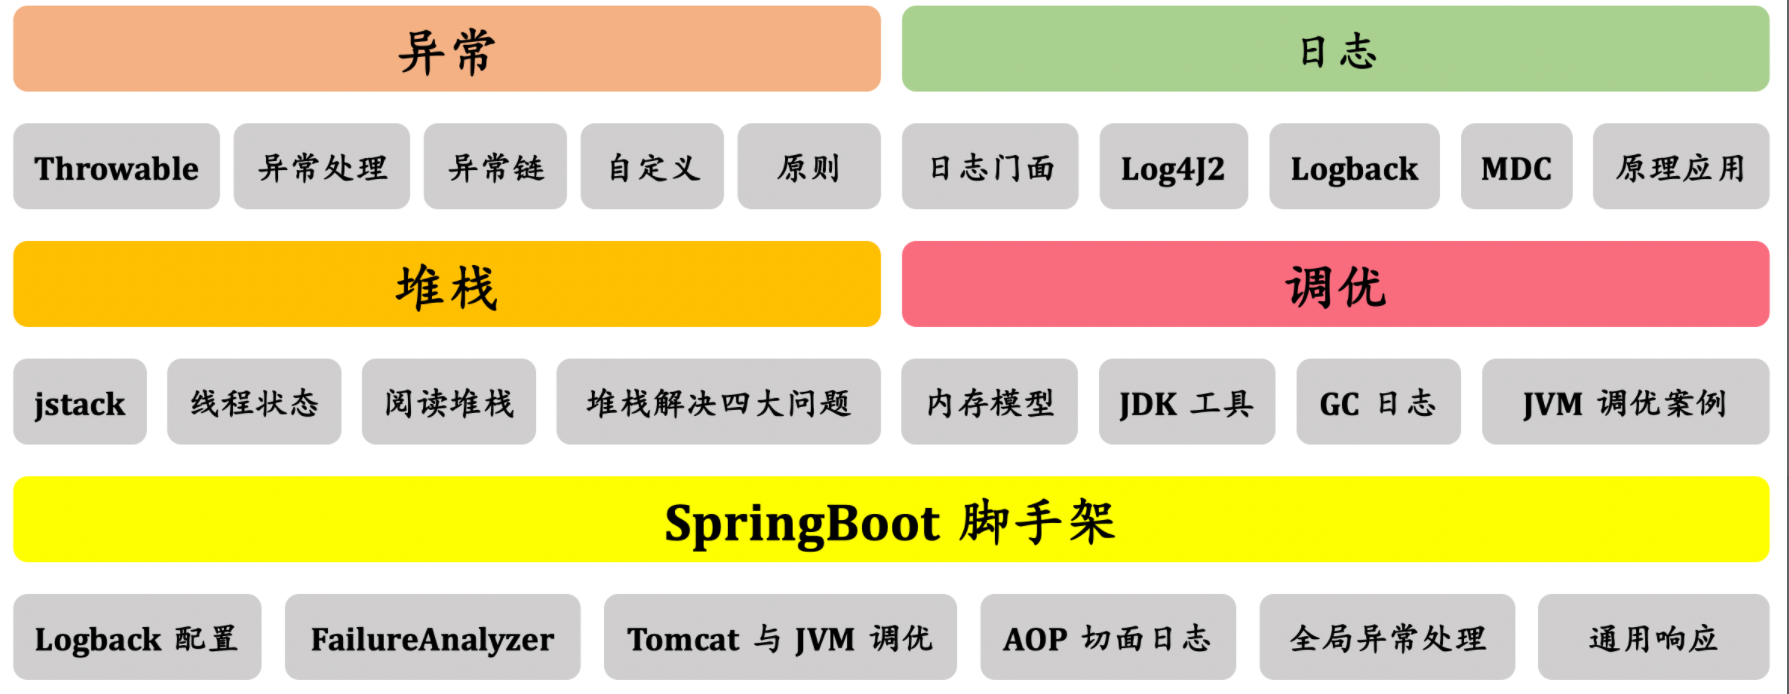 异常
日志
Throwable 异常处理 异常链 自定义 原则
日志门面 Log4J2 Logback MDC 原理应用
堆栈
调优
jstack 线程状态 阅读堆栈 堆栈解决四大问题
内存模型 JDK 工具 GC 日志 JVM 调优案例
SpringBoot 脚手架
Logback 配置 FailureAnalyzer Tomcat 与 JVM 调优 AOP 切面日志 全局异常处理 通用响应